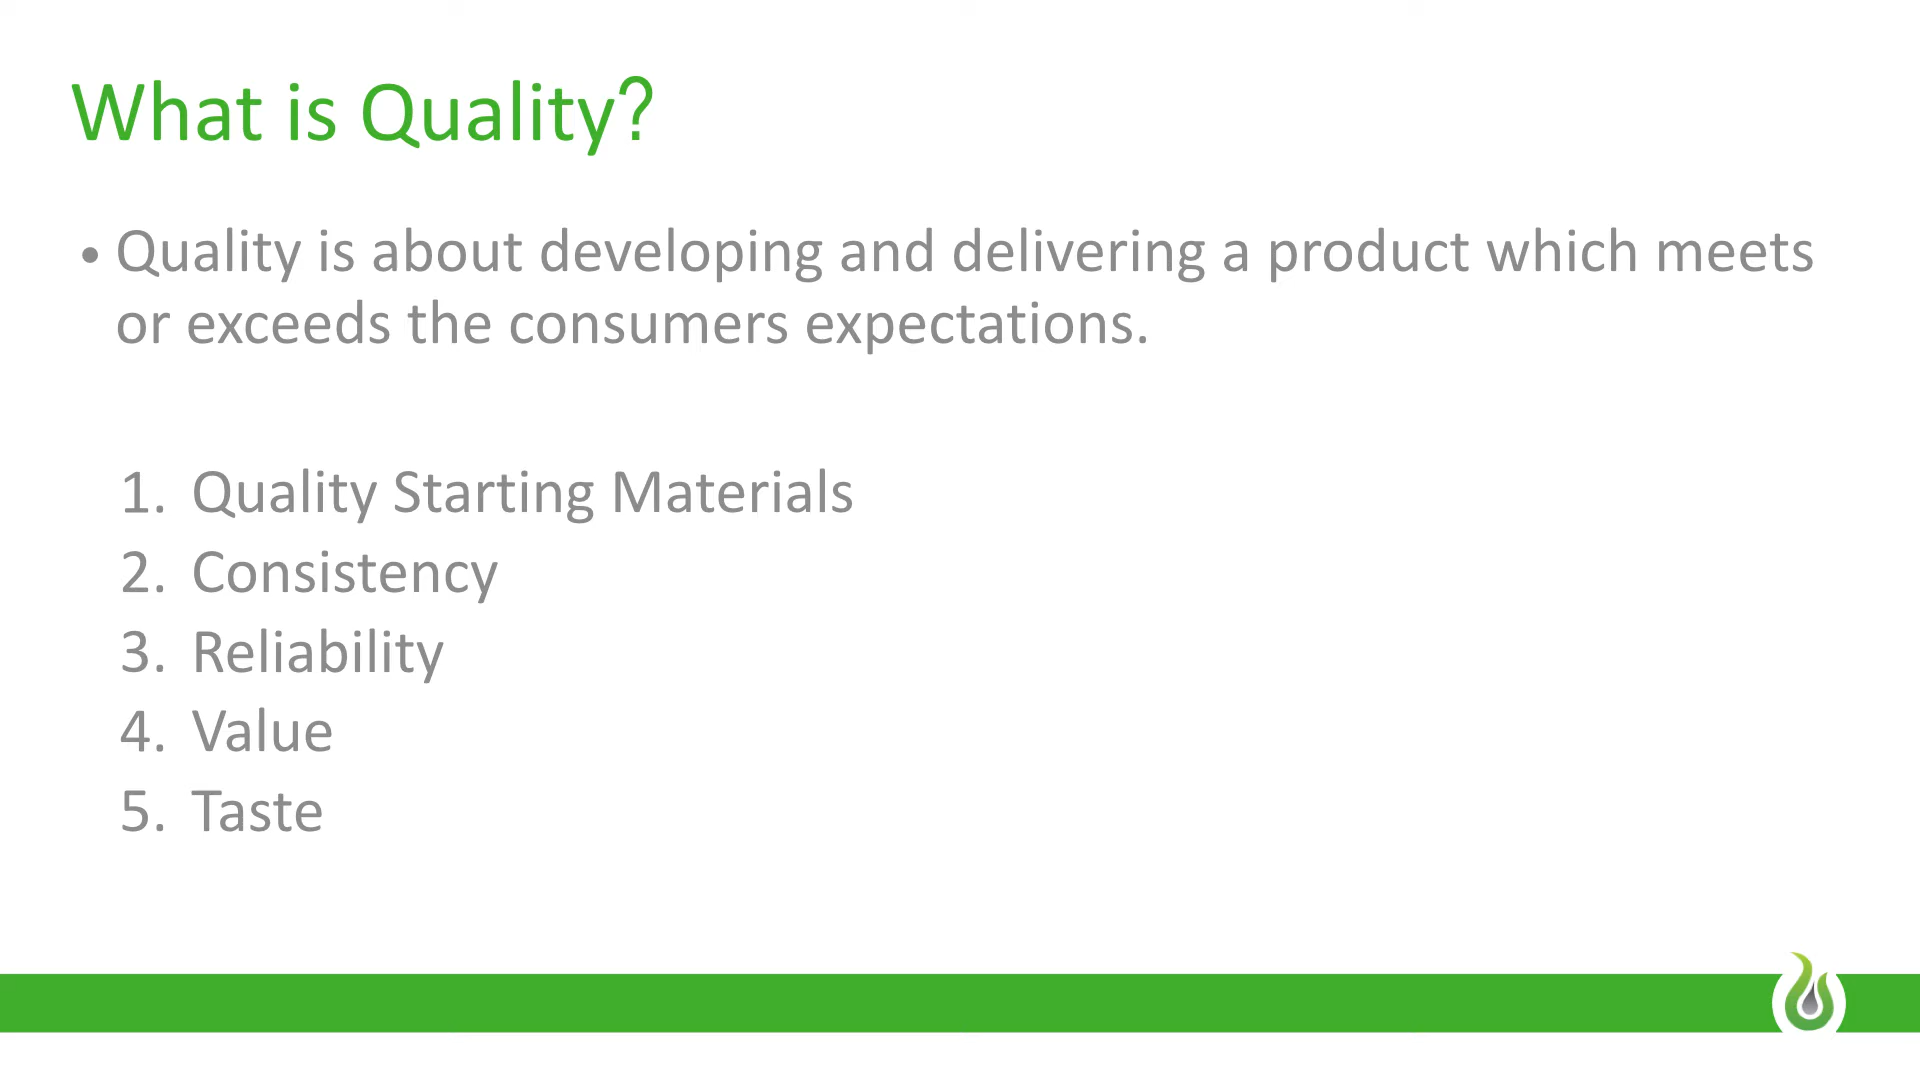 What is Quality?
• Quality is about developing and delivering a product which meets
or exceeds the consumers expectations.
1. Quality Starting Materials
2. Consistency
3. Reliability
4. Value
5. Taste